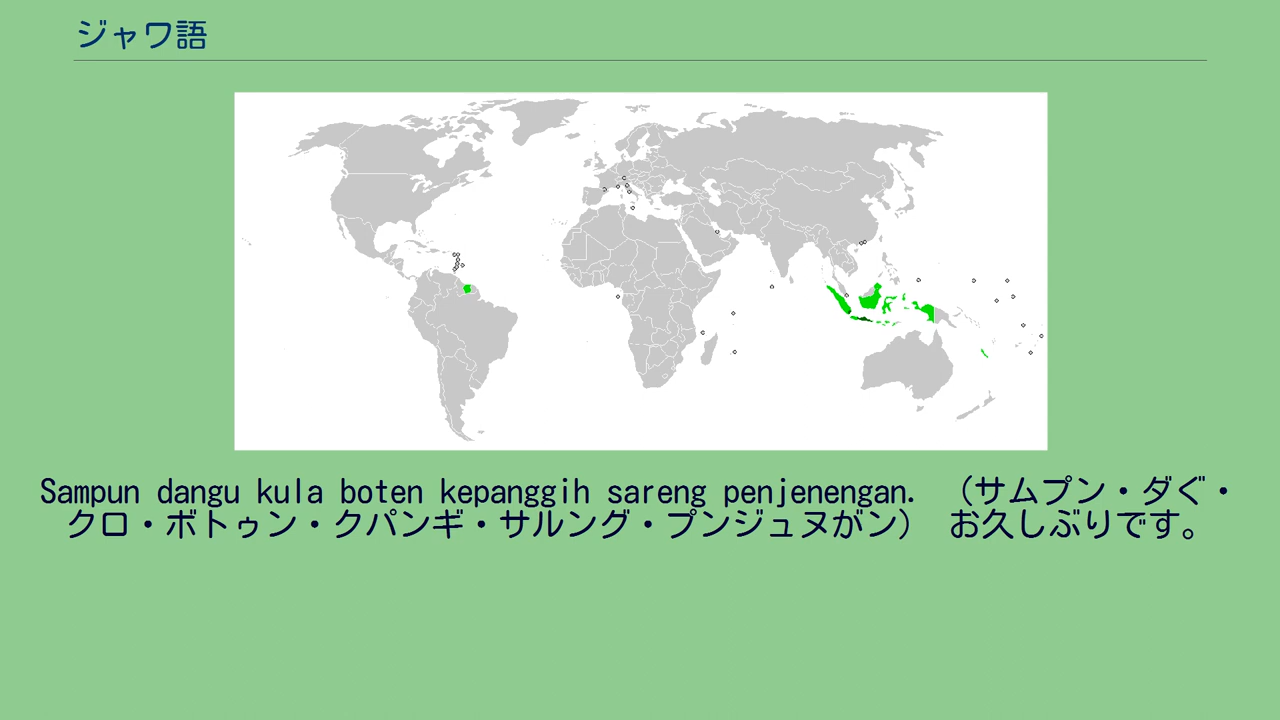 ジャワ語
Sampun dangu kula boten kepanggih sareng penjenengan. （サムプン・ダぐ・
クロ・ボトゥン・クパンギ・サルング・プンジュヌがン） お久しぶりです。